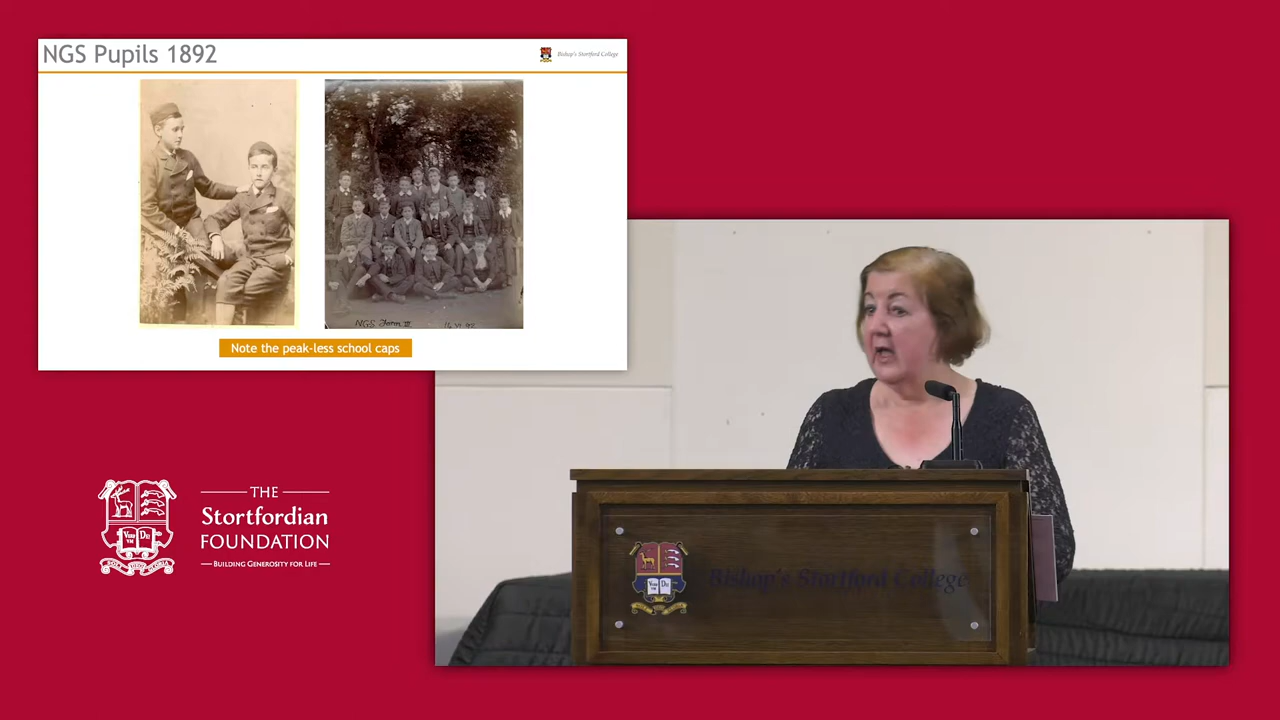 NGS Pupils 1892
Bishop's Stortford College
NGS Form III
Note the peak-less school caps
THE
Stortfordian
FOUNDATION
BUILDING GENEROSITY FOR LIFE
Bishop's Stortford College